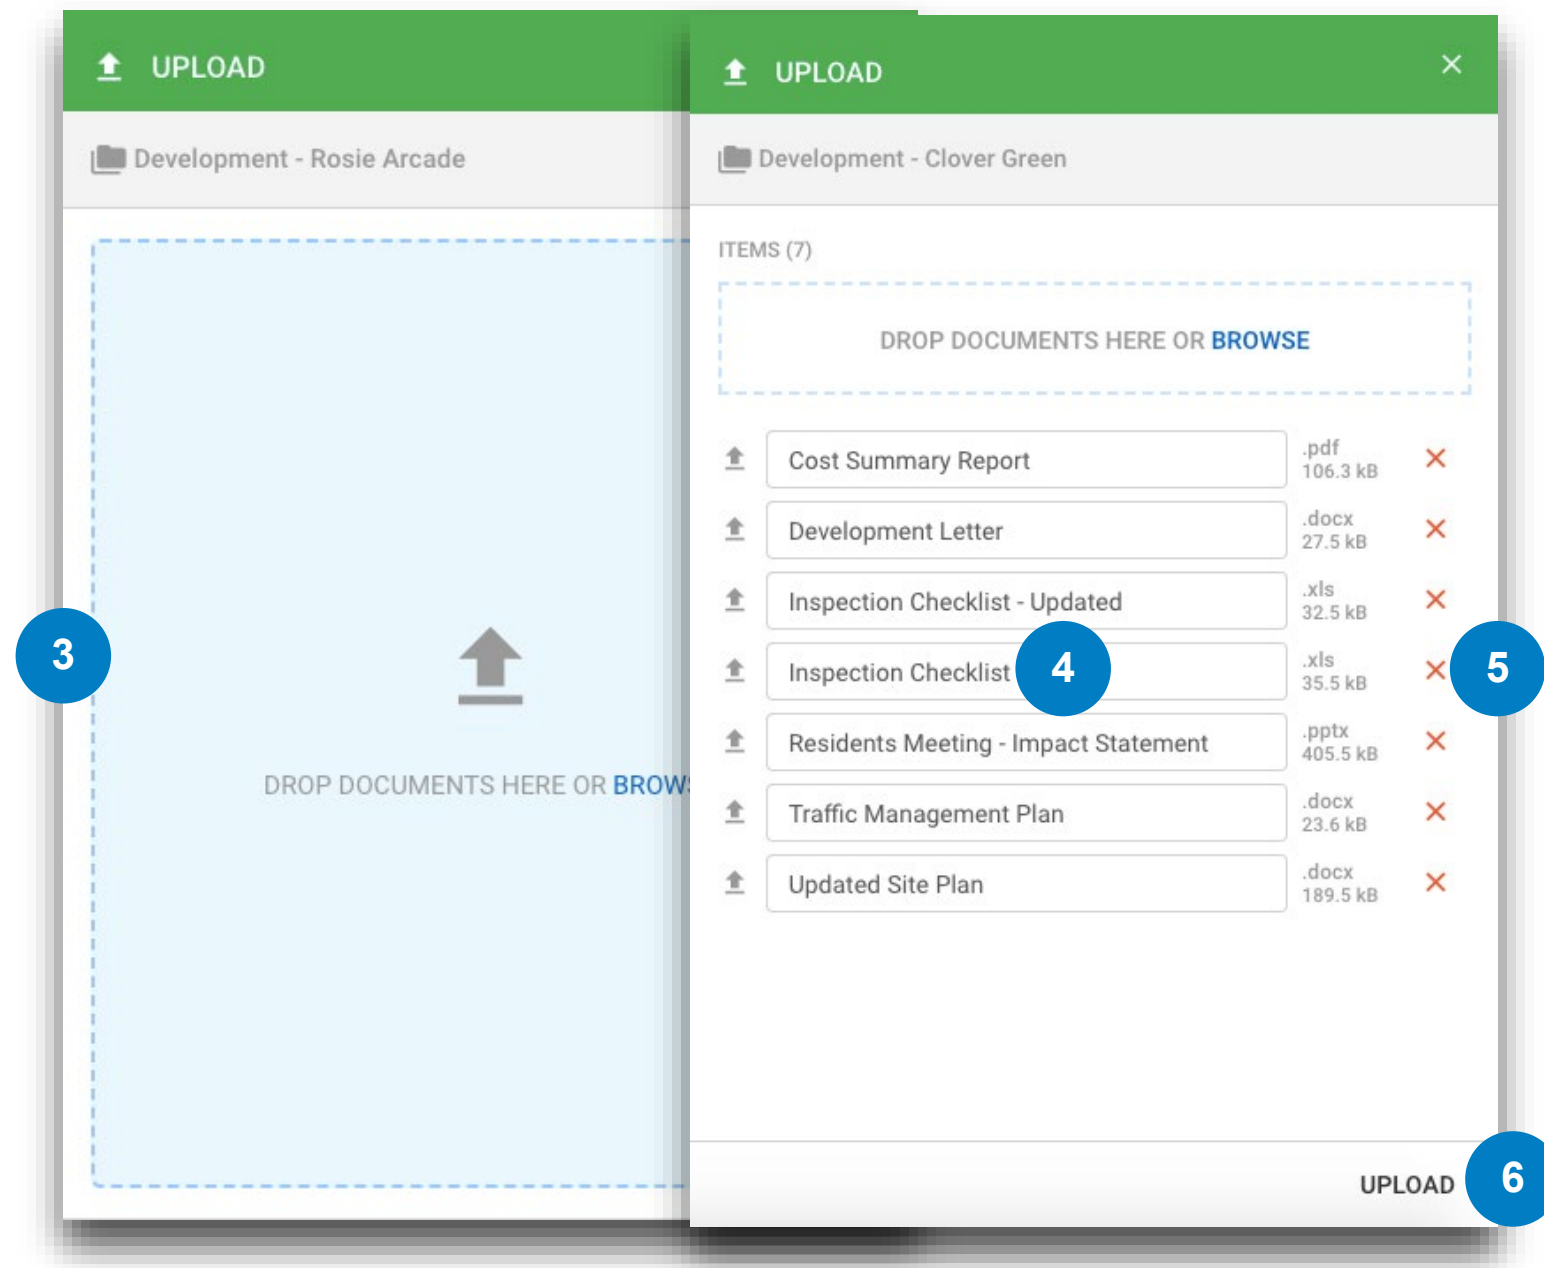 UPLOAD
Development - Rosie Arcade
3
DROP DOCUMENTS HERE OR BROWS
UPLOAD
Development - Clover Green
ITEMS (7)
DROP DOCUMENTS HERE OR BROWSE
Cost Summary Report .pdf 106.3 kB
Development Letter .docx 27.5 kB
Inspection Checklist - Updated .xls 32.5 kB
Inspection Checklist 4 .xls 35.5 kB 5
Residents Meeting - Impact Statement .pptx 405.5 kB
Traffic Management Plan .docx 23.6 kB
Updated Site Plan .docx 189.5 kB
UPLOAD 6